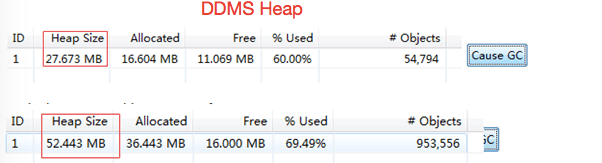 DDMS Heap
ID Heap Size Allocated Free % Used # Objects
1 27.673 MB 16.604 MB 11.069 MB 60.00% 54,794 Cause GC
ID Heap Size Allocated Free % Used # Objects
1 52.443 MB 36.443 MB 16.000 MB 69.49% 953,556 GC